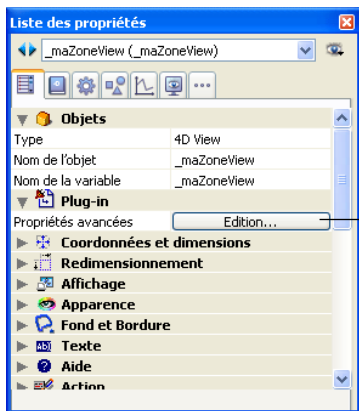 Liste des propriétés
_maZoneView (_maZoneView)
Objets
Type 4D View
Nom de l'objet _maZoneView
Nom de la variable _maZoneView
Plug-in
Propriétés avancées Edition...
Coordonnées et dimensions
Redimensionnement
Affichage
Apparence
Fond et Bordure
Texte
Aide
Action